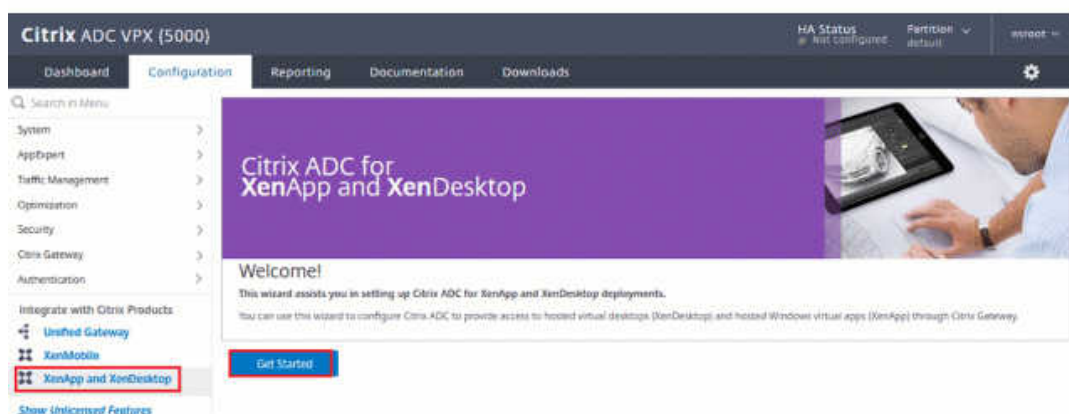 Citrix ADC VPX (5000)
HA Status
Not configured
Partition
default
nsroot
Dashboard
Configuration
Reporting
Documentation
Downloads
Search in Menu
System
AppExpert
Traffic Management
Optimization
Security
Citrix Gateway
Authentication
Integrate with Citrix Products
Unified Gateway
XenMobile
XenApp and XenDesktop
Show Unlicensed Features
Citrix ADC for
XenApp and XenDesktop
Welcome!
This wizard assists you in setting up Citrix ADC for XenApp and XenDesktop deployments.
You can use this wizard to configure Citrix ADC to provide access to hosted virtual desktops (XenDesktop) and hosted Windows virtual apps (XenApp) through Citrix Gateway.
Get Started